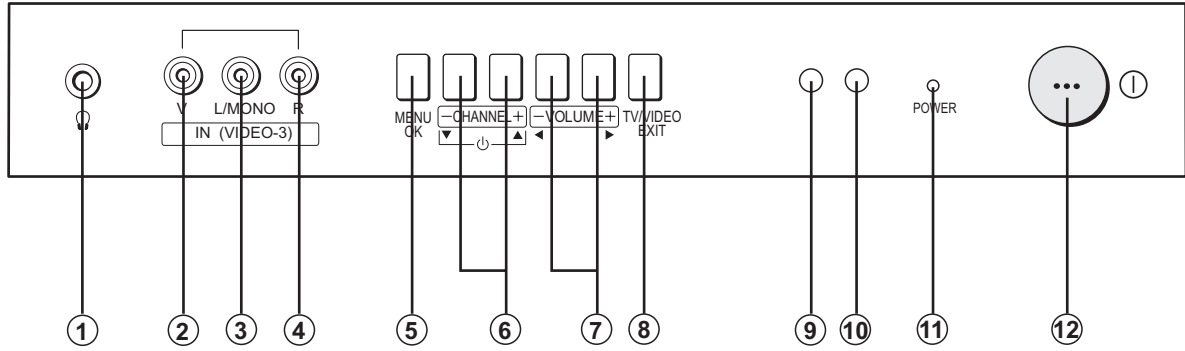 V L/MONO R
IN (VIDEO-3)
MENU
OK
−CHANNEL+
▼ ⏻ ▲
−VOLUME+
◀ ▶
TV/VIDEO
EXIT
POWER
1 2 3 4 5 6 7 8 9 10 11 12